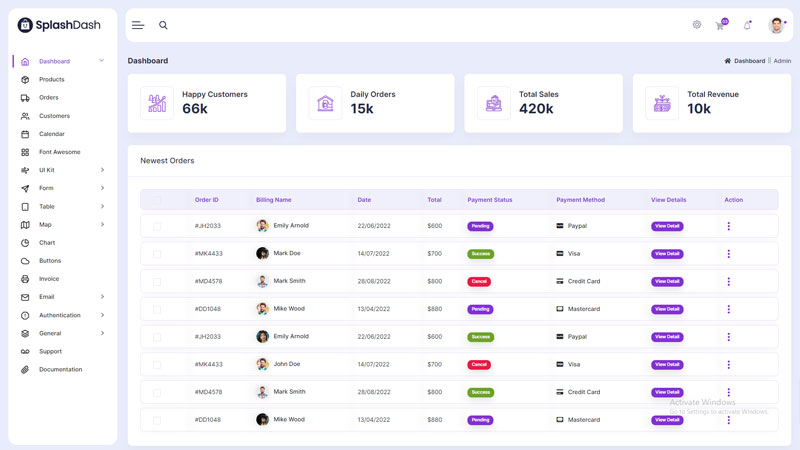 SplashDash
03
Dashboard
Products
Orders
Customers
Calendar
Font Awesome
UI Kit
Form
Table
Map
Chart
Buttons
Invoice
Email
Authentication
General
Support
Documentation
Dashboard
Dashboard Admin
Happy Customers
66k
Daily Orders
15k
Total Sales
420k
Total Revenue
10k
Newest Orders
Order ID Billing Name Date Total Payment Status Payment Method View Details Action
#JH2033 Emily Arnold 22/06/2022 $600 Pending Paypal View Detail
#MK4433 Mark Doe 14/07/2022 $700 Success Visa View Detail
#MD4578 Mark Smith 28/08/2022 $800 Cancel Credit Card View Detail
#DD1048 Mike Wood 13/04/2022 $880 Pending Mastercard View Detail
#JH2033 Emily Arnold 22/06/2022 $600 Success Paypal View Detail
#MK4433 John Doe 14/07/2022 $700 Cancel Visa View Detail
#MD4578 Mark Smith 28/08/2022 $800 Success Credit Card View Detail
#DD1048 Mike Wood 13/04/2022 $880 Pending Mastercard View Detail
Activate Windows
Go to Settings to activate Windows.